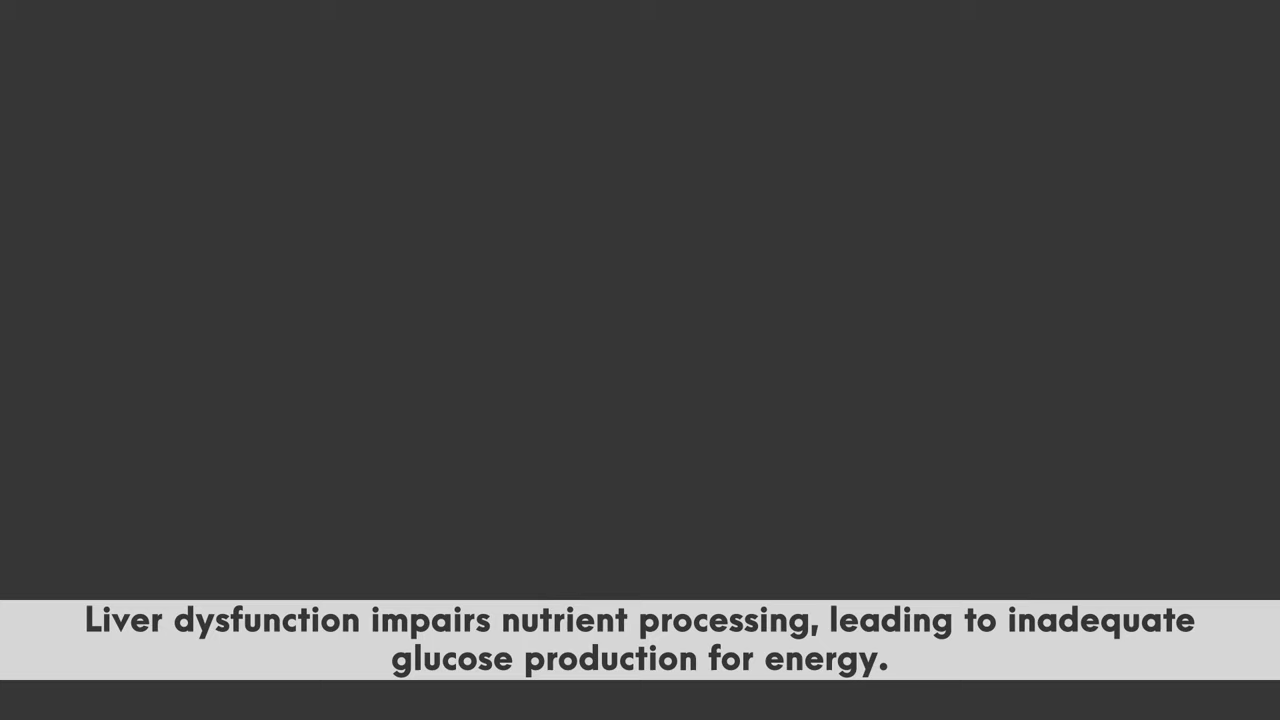 Liver dysfunction impairs nutrient processing, leading to inadequate
glucose production for energy.